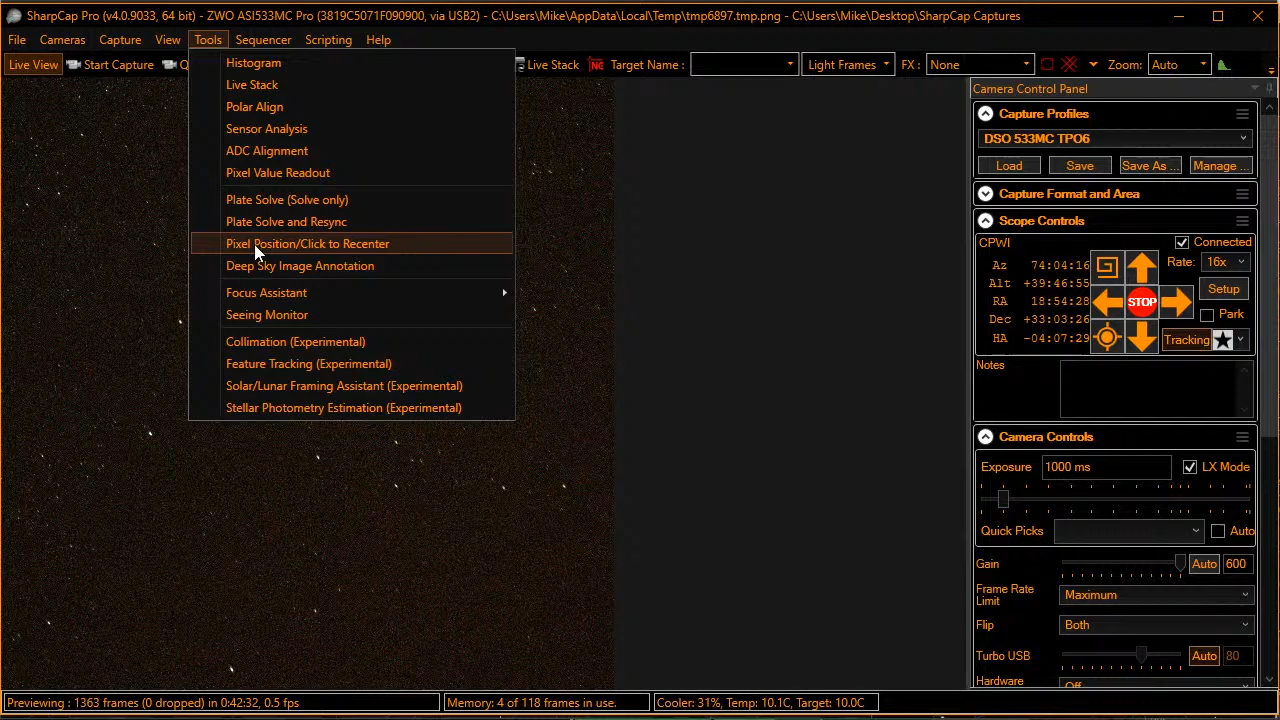 SharpCap Pro (v4.0.9033, 64 bit) - ZWO ASI533MC Pro (3819C5071F090900, via USB2) - C:\Users\Mike\AppData\Local\Temp\tmp6897.tmp.png - C:\Users\Mike\Desktop\SharpCap Captures
File Cameras Capture View Tools Sequencer Scripting Help
Live View Start Capture Q Live Stack NC Target Name : Light Frames FX : None Zoom: Auto
Histogram
Live Stack
Polar Align
Sensor Analysis
ADC Alignment
Pixel Value Readout
Plate Solve (Solve only)
Plate Solve and Resync
Pixel Position/Click to Recenter
Deep Sky Image Annotation
Focus Assistant
Seeing Monitor
Collimation (Experimental)
Feature Tracking (Experimental)
Solar/Lunar Framing Assistant (Experimental)
Stellar Photometry Estimation (Experimental)
Camera Control Panel
Capture Profiles
DSO 533MC TPO6
Load Save Save As ... Manage ...
Capture Format and Area
Scope Controls
CPWI Connected
Az 74:04:16 Rate: 16x
Alt +39:46:55
RA 18:54:28 STOP Setup
Dec +33:03:26 Park
HA -04:07:29 Tracking
Notes
Camera Controls
Exposure 1000 ms LX Mode
Quick Picks Auto
Gain Auto 600
Frame Rate
Limit Maximum
Flip Both
Turbo USB Auto 80
Hardware Off
Previewing : 1363 frames (0 dropped) in 0:42:32, 0.5 fps Memory: 4 of 118 frames in use. Cooler: 31%, Temp: 10.1C, Target: 10.0C